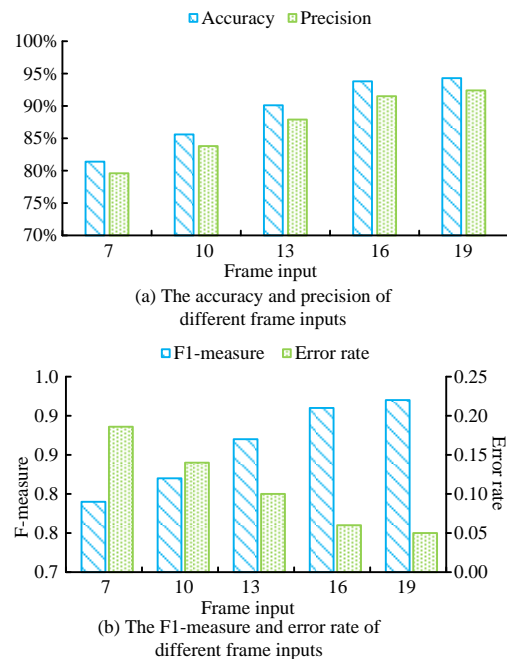 Accuracy Precision
100%
95%
90%
85%
80%
75%
70%
7 10 13 16 19
Frame input
(a) The accuracy and precision of
different frame inputs
F1-measure Error rate
1.0 0.25
0.9 0.20
0.9 0.15
0.8 0.10
0.8 0.05
0.7 0.00
F-measure
Error rate
7 10 13 16 19
Frame input
(b) The F1-measure and error rate of
different frame inputs